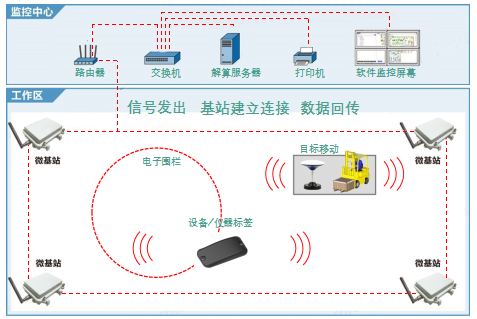 监控中心
路由器
交换机
解算服务器
打印机
软件监控屏幕
工作区
信号发出 基站建立连接 数据回传
微基站
电子围栏
目标移动
微基站
设备/仪器标签
微基站
微基站